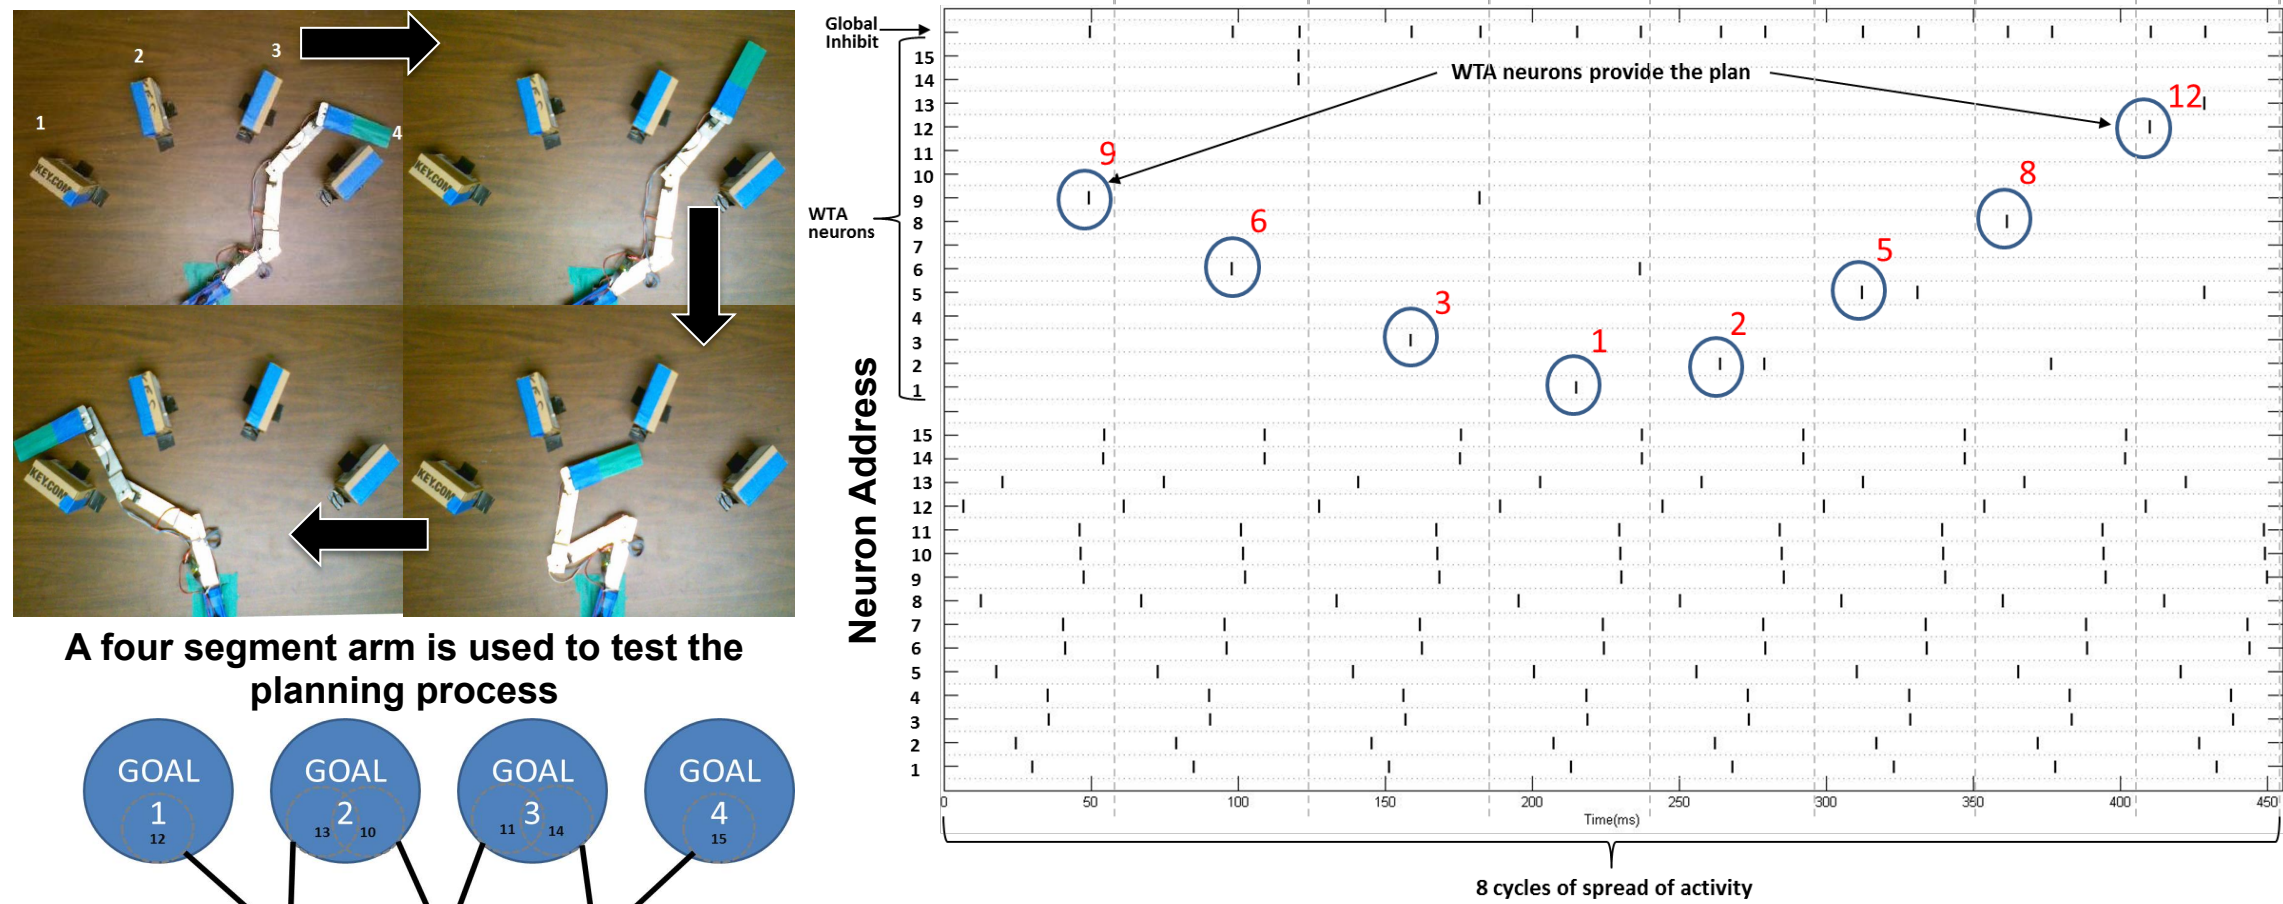 1
2
3
4
KEY.COM
KEY.COM
KEY.COM
KEY.COM
A four segment arm is used to test the
planning process
GOAL
1
12
GOAL
2
13 10
GOAL
3
11 14
GOAL
4
15
Global
Inhibit
WTA
neurons
Neuron Address
15
14
13
12
11
10
9
8
7
6
5
4
3
2
1
15
14
13
12
11
10
9
8
7
6
5
4
3
2
1
WTA neurons provide the plan
9
6
3
1
2
5
8
12
0 50 100 150 200 250 300 350 400 450
Time(ms)
8 cycles of spread of activity